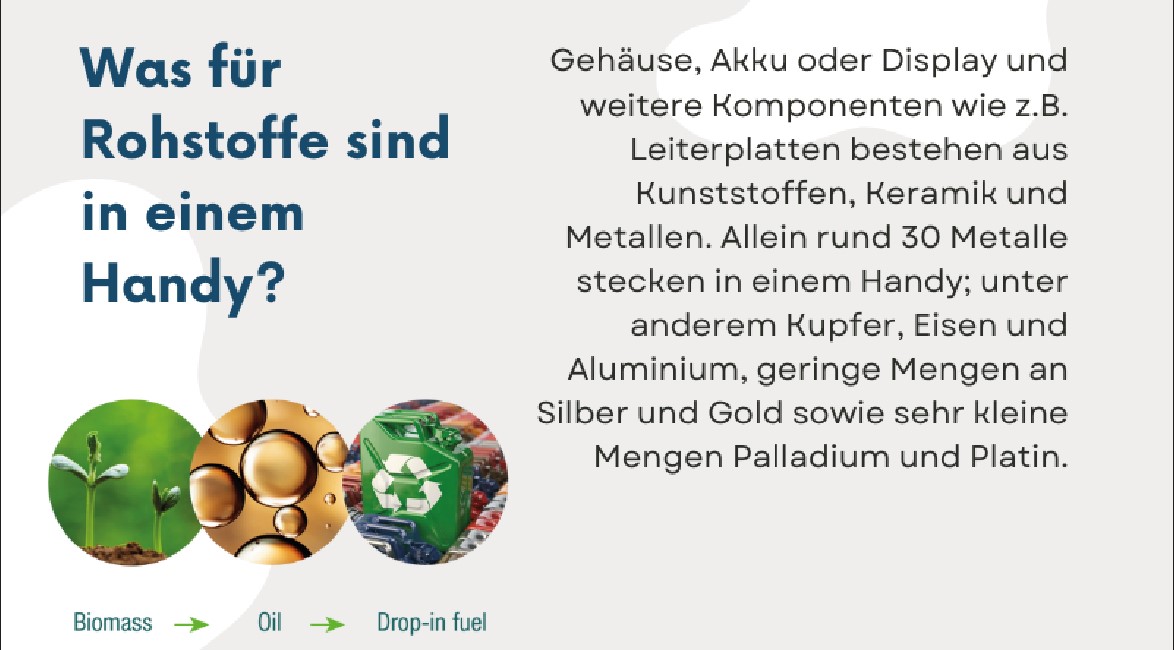 Was für
Rohstoffe sind
in einem
Handy?
Gehäuse, Akku oder Display und
weitere Komponenten wie z.B.
Leiterplatten bestehen aus
Kunststoffen, Keramik und
Metallen. Allein rund 30 Metalle
stecken in einem Handy; unter
anderem Kupfer, Eisen und
Aluminium, geringe Mengen an
Silber und Gold sowie sehr kleine
Mengen Palladium und Platin.
Biomass → Oil → Drop-in fuel